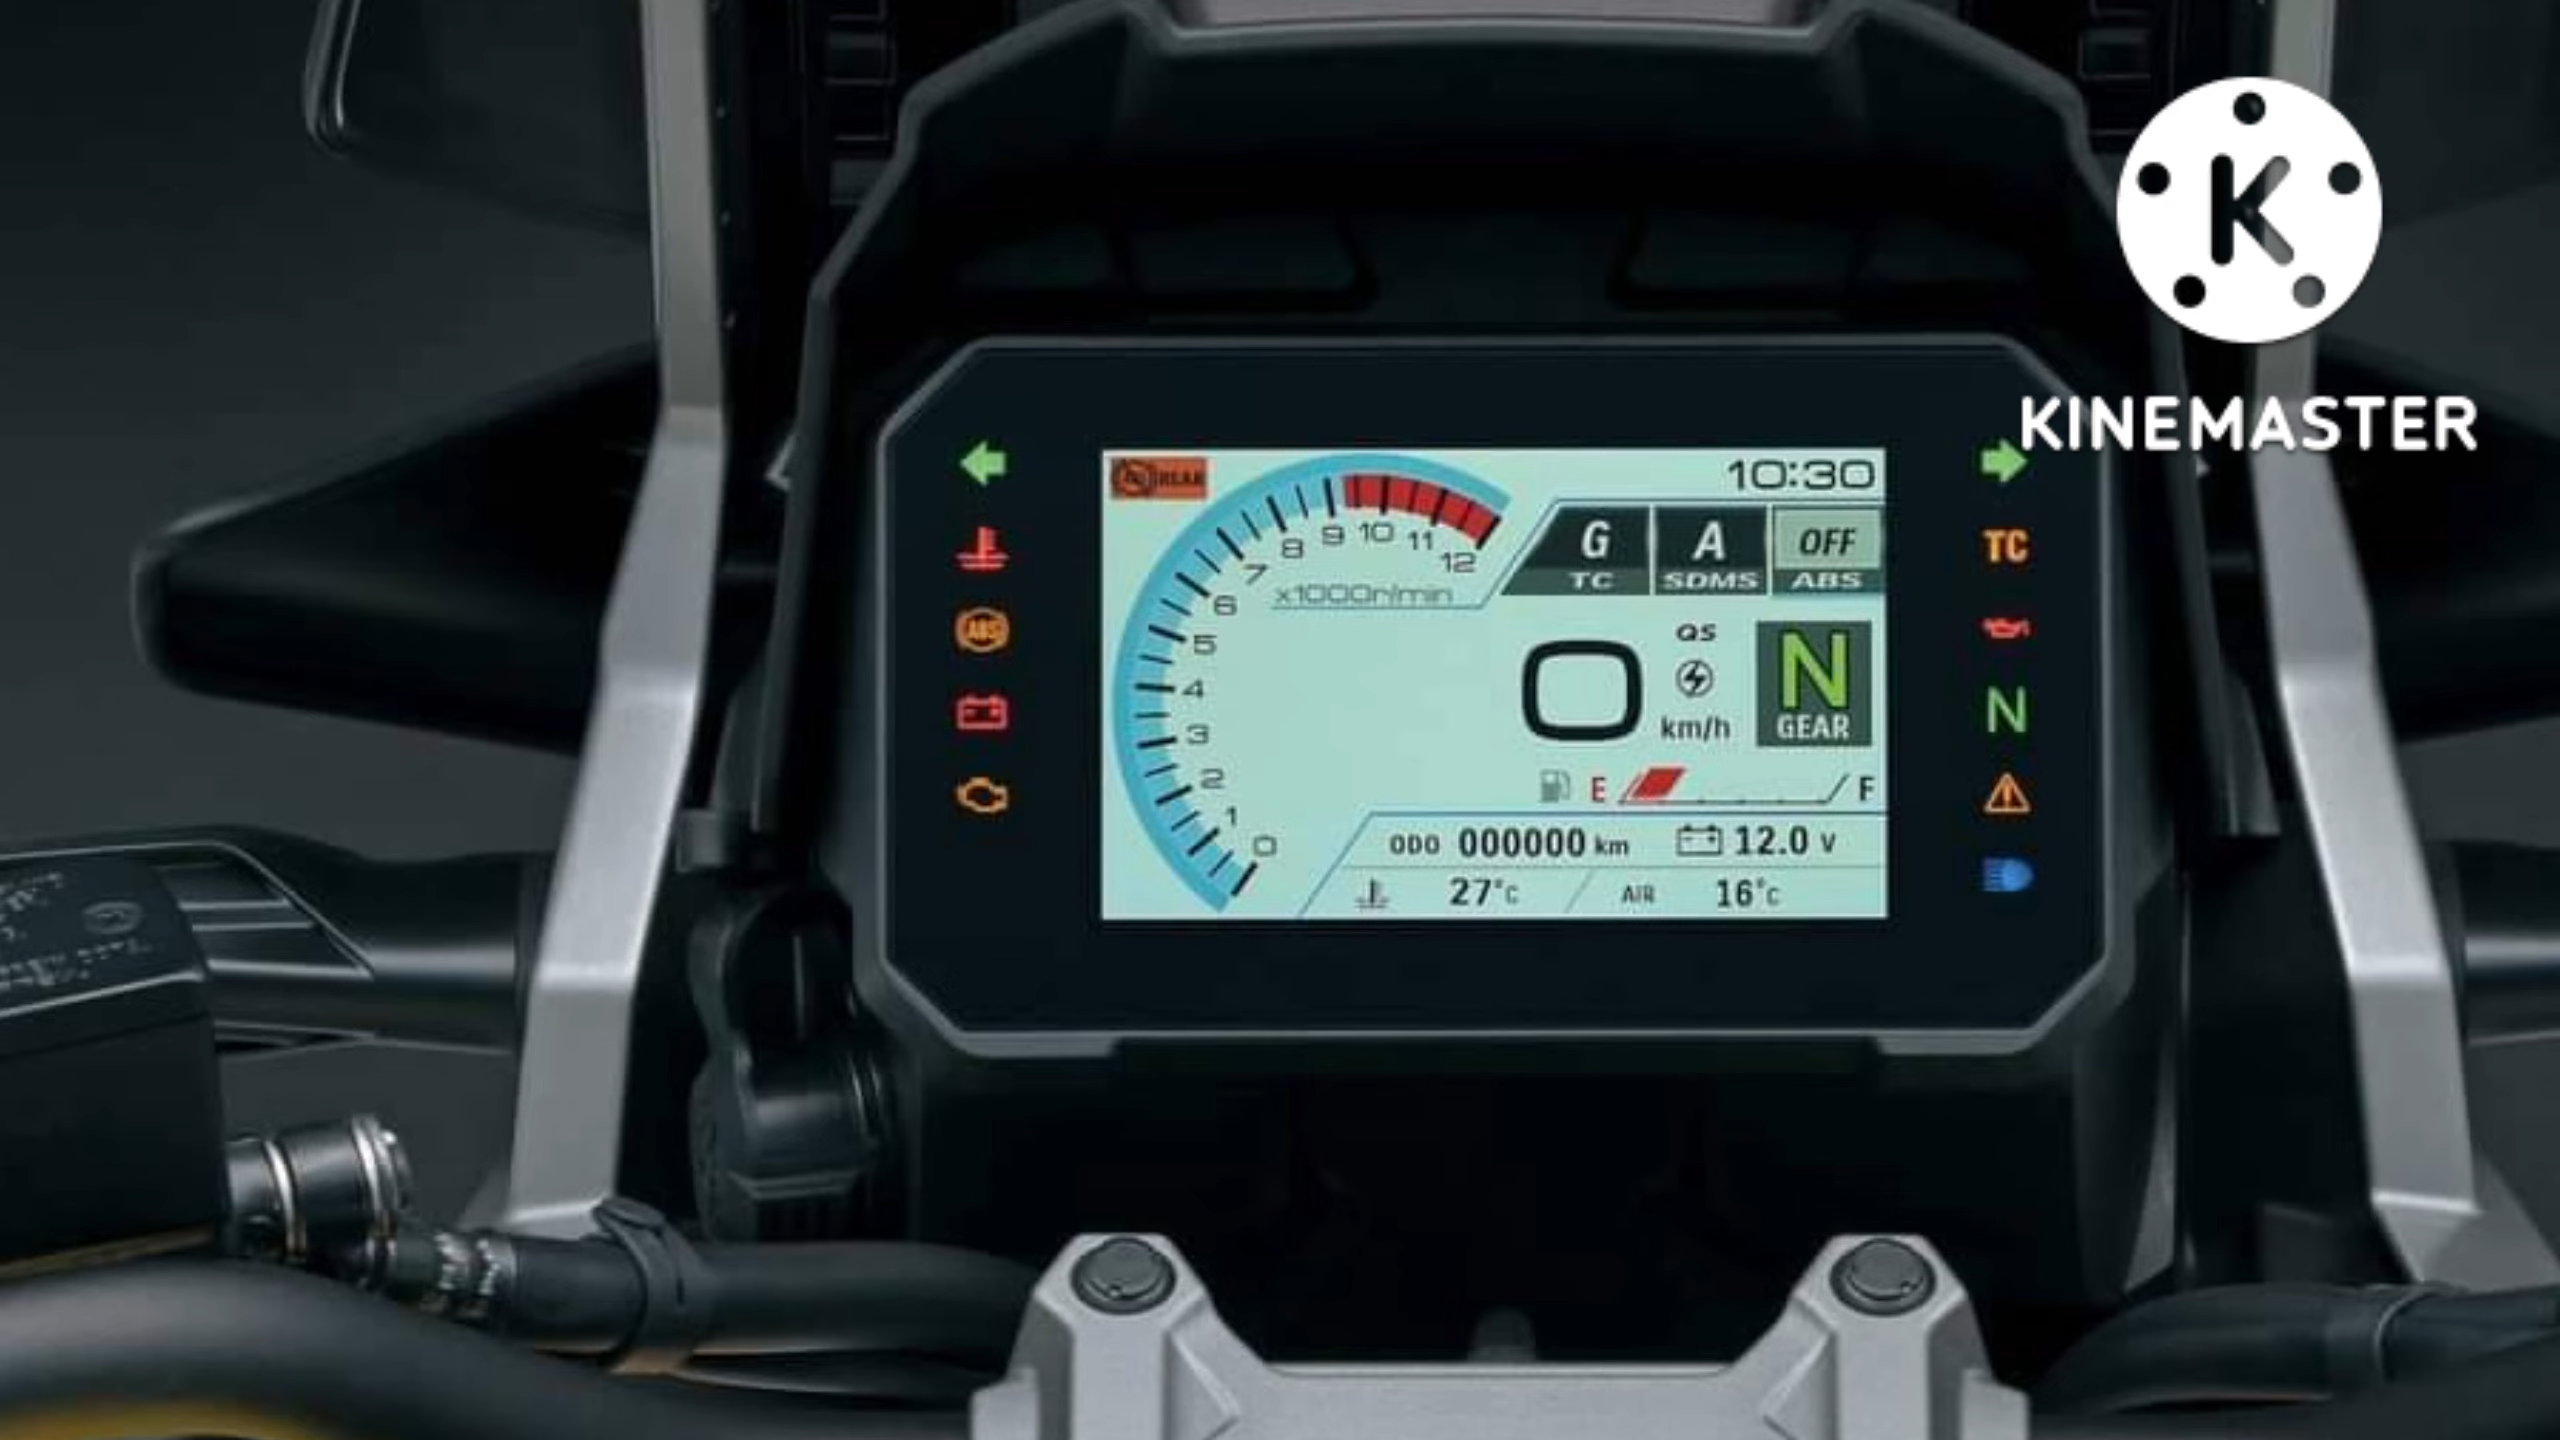 K
KINEMASTER
10:30
REAR
G A OFF
TC SDMS ABS
9 10 11 12
8
7
x1000r/min
6
5
4
3
2
1
0
QS
0 km/h
N
GEAR
E F
ODO 000000 km 12.0 V
27°C AIR 16°C
ABS
TC
N